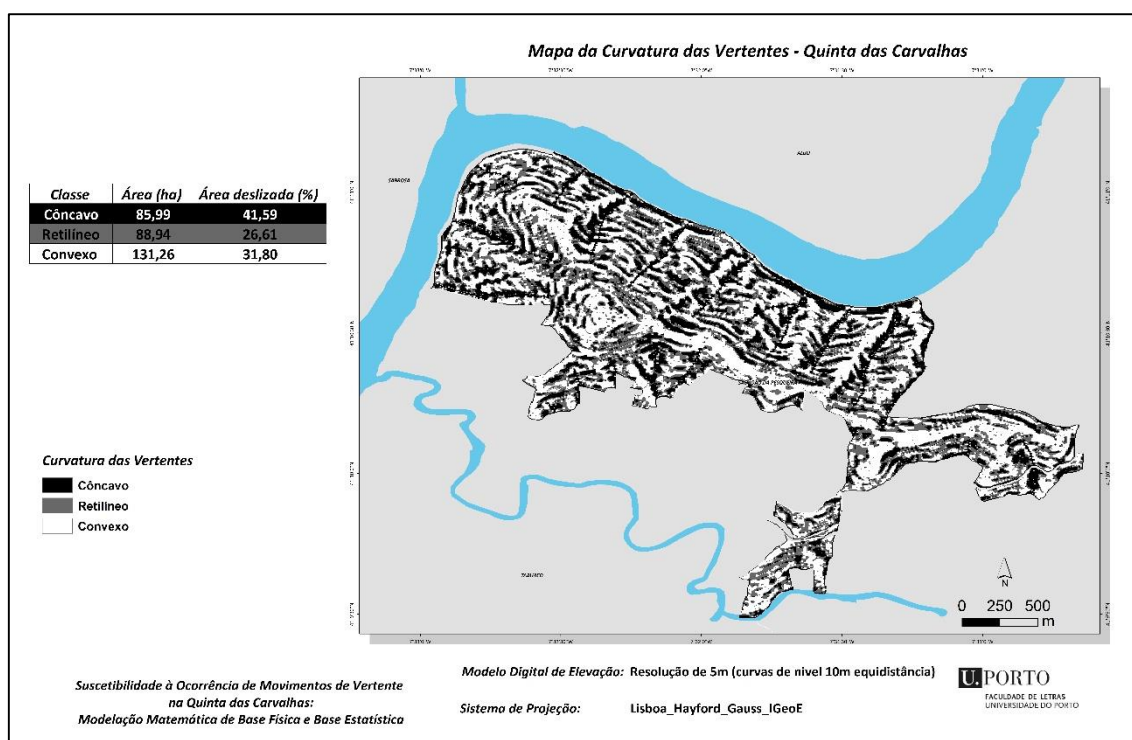 Mapa da Curvatura das Vertentes - Quinta das Carvalhas
ALIJÓ
SABROSA
Classe Área (ha) Área deslizada (%)
Côncavo 85,99 41,59
Retilíneo 88,94 26,61
Convexo 131,26 31,80
Curvatura das Vertentes
Côncavo
Retilíneo
Convexo
TABUAÇO
N
0 250 500
m
Modelo Digital de Elevação: Resolução de 5m (curvas de nivel 10m equidistância)
Sistema de Projeção: Lisboa_Hayford_Gauss_IGeoE
Suscetibilidade à Ocorrência de Movimentos de Vertente
na Quinta das Carvalhas:
Modelação Matemática de Base Física e Base Estatística
U.PORTO
FACULDADE DE LETRAS
UNIVERSIDADE DO PORTO